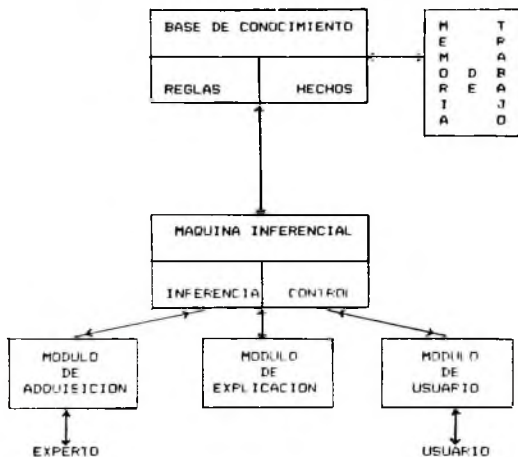 BASE DE CONOCIMIENTO
REGLAS HECHOS
MEMORIA
DE
TRABAJO
MAQUINA INFERENCIAL
INFERENCIA CONTROL
MODULO
DE
ADQUISICION
MODULO
DE
EXPLICACION
MODULO
DE
USUARIO
EXPERTO
USUARIO